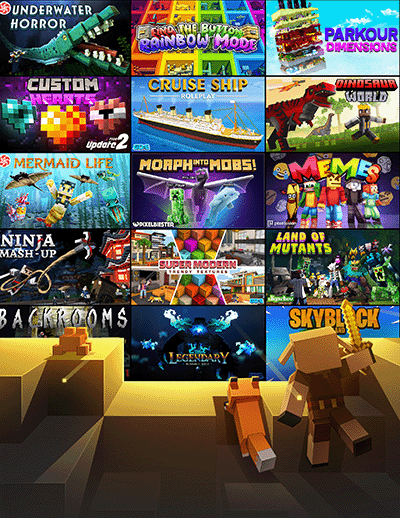 UNDERWATER
HORROR
FIND THE BUTTON
RAINBOW MODE
PARKOUR
DIMENSIONS
CUSTOM
HEARTS
Update 2
CRUISE SHIP
ROLEPLAY
DINOSAUR
WORLD
MERMAID LIFE
MORPH INTO MOBS!
PIXELBIESTER
MEMES
NINJA
MASH-UP
SUPER MODERN
TRENDY TEXTURES
LAND OF
MUTANTS
BACKROOMS
LEGENDARY
SKYBLOCK